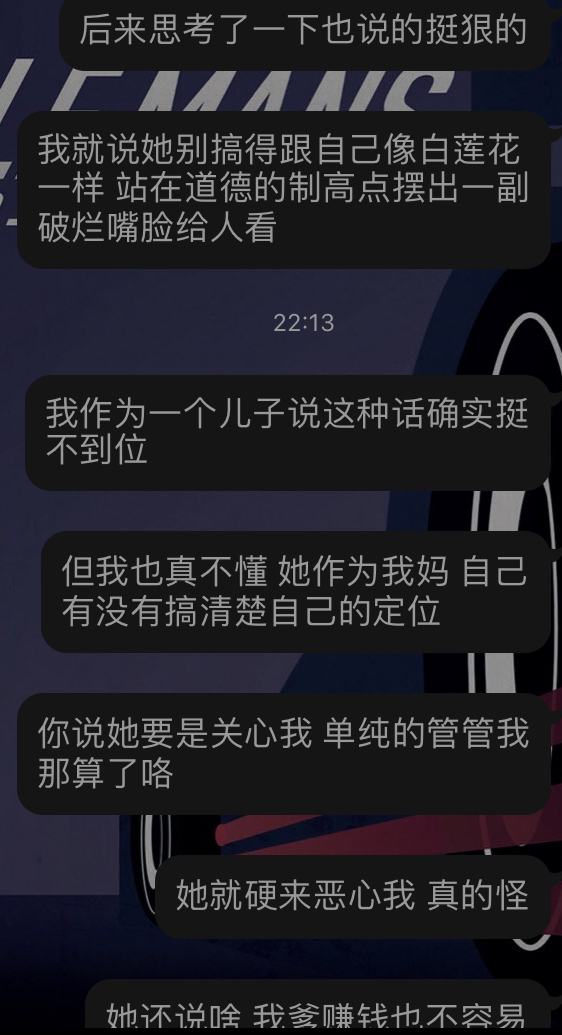 后来思考了一下也说的挺狠的
LE MANS
我就说她别搞得跟自己像白莲花
一样 站在道德的制高点摆出一副
破烂嘴脸给人看
22:13
我作为一个儿子说这种话确实挺
不到位
但我也真不懂 她作为我妈 自己
有没有搞清楚自己的定位
你说她要是关心我 单纯的管管我
那算了咯
她就硬来恶心我 真的怪
她还说啥 我爹赚钱也不容易